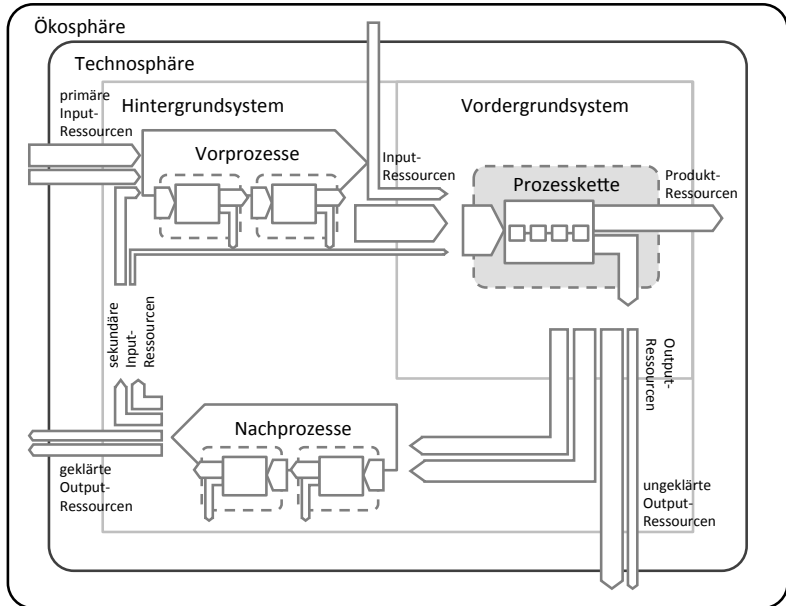 Ökosphäre
Technosphäre
primäre
Input-
Ressourcen
Hintergrundsystem
Vordergrundsystem
Vorprozesse
Input-
Ressourcen
Prozesskette
Produkt-
Ressourcen
sekundäre
Input-
Ressourcen
Output-
Ressourcen
Nachprozesse
geklärte
Output-
Ressourcen
ungeklärte
Output-
Ressourcen